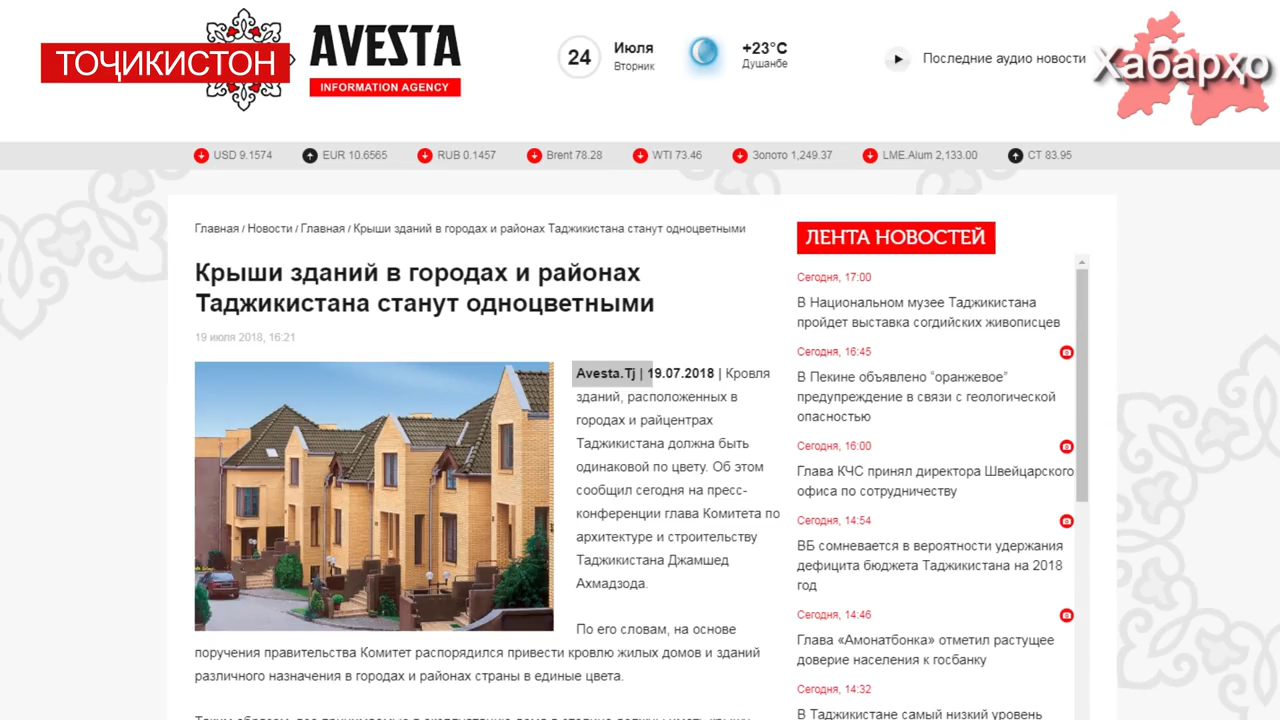 ТОҶИКИСТОН
AVESTA
INFORMATION AGENCY
24
Июля
Вторник
+23°C
Душанбе
Последние аудио новости
Хабарҳо
USD 9.1574
EUR 10.6565
RUB 0.1457
Brent 78.28
WTI 73.46
Золото 1,249.37
LME.Alum 2,133.00
CT 83.95
Главная / Новости / Главная / Крыши зданий в городах и районах Таджикистана станут одноцветными
Крыши зданий в городах и районах
Таджикистана станут одноцветными
19 июля 2018, 16:21
Avesta.Tj | 19.07.2018 | Кровля
зданий, расположенных в
городах и райцентрах
Таджикистана должна быть
одинаковой по цвету. Об этом
сообщил сегодня на пресс-
конференции глава Комитета по
архитектуре и строительству
Таджикистана Джамшед
Ахмадзода.
По его словам, на основе
поручения правительства Комитет распорядился привести кровлю жилых домов и зданий
различного назначения в городах и районах страны в единые цвета.
ЛЕНТА НОВОСТЕЙ
Сегодня, 17:00
В Национальном музее Таджикистана
пройдет выставка согдийских живописцев
Сегодня, 16:45
В Пекине объявлено “оранжевое”
предупреждение в связи с геологической
опасностью
Сегодня, 16:00
Глава КЧС принял директора Швейцарского
офиса по сотрудничеству
Сегодня, 14:54
ВБ сомневается в вероятности удержания
дефицита бюджета Таджикистана на 2018
год
Сегодня, 14:46
Глава «Амонатбонка» отметил растущее
доверие населения к госбанку
Сегодня, 14:32
В Таджикистане самый низкий уровень